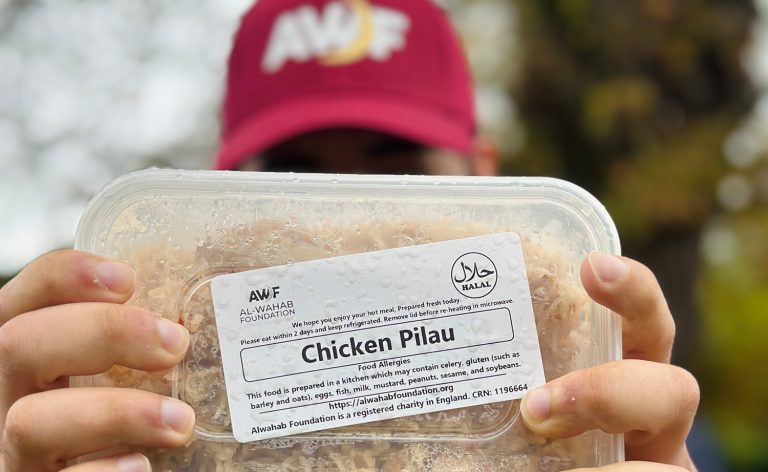 AWF
AWF
AL-WAHAB
FOUNDATION
حلال
HALAL
We hope you enjoy your hot meal, Prepared fresh today.
Please eat within 2 days and keep refrigerated. Remove lid before re-heating in microwave.
Chicken Pilau
Food Allergies
This food is prepared in a kitchen which may contain celery, gluten (such as
barley and oats), eggs, fish, milk, mustard, peanuts, sesame, and soybeans.
https://alwahabfoundation.org
Alwahab Foundation is a registered charity in England. CRN: 1196664